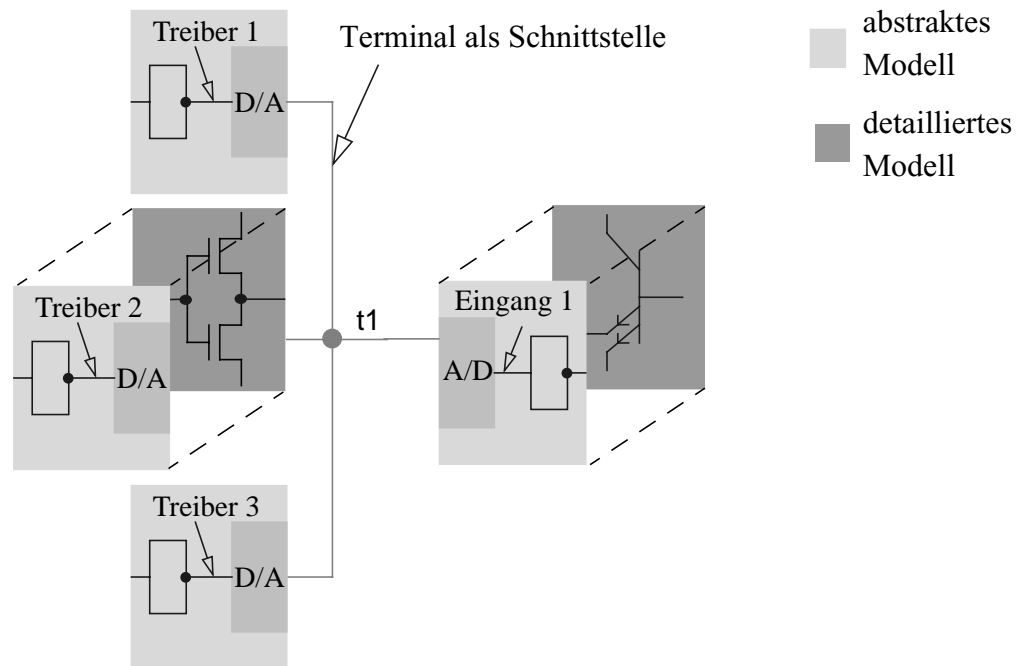 Treiber 1
D/A
Terminal als Schnittstelle
abstraktes
Modell
detailliertes
Modell
Treiber 2
D/A
t1
Eingang 1
A/D
Treiber 3
D/A